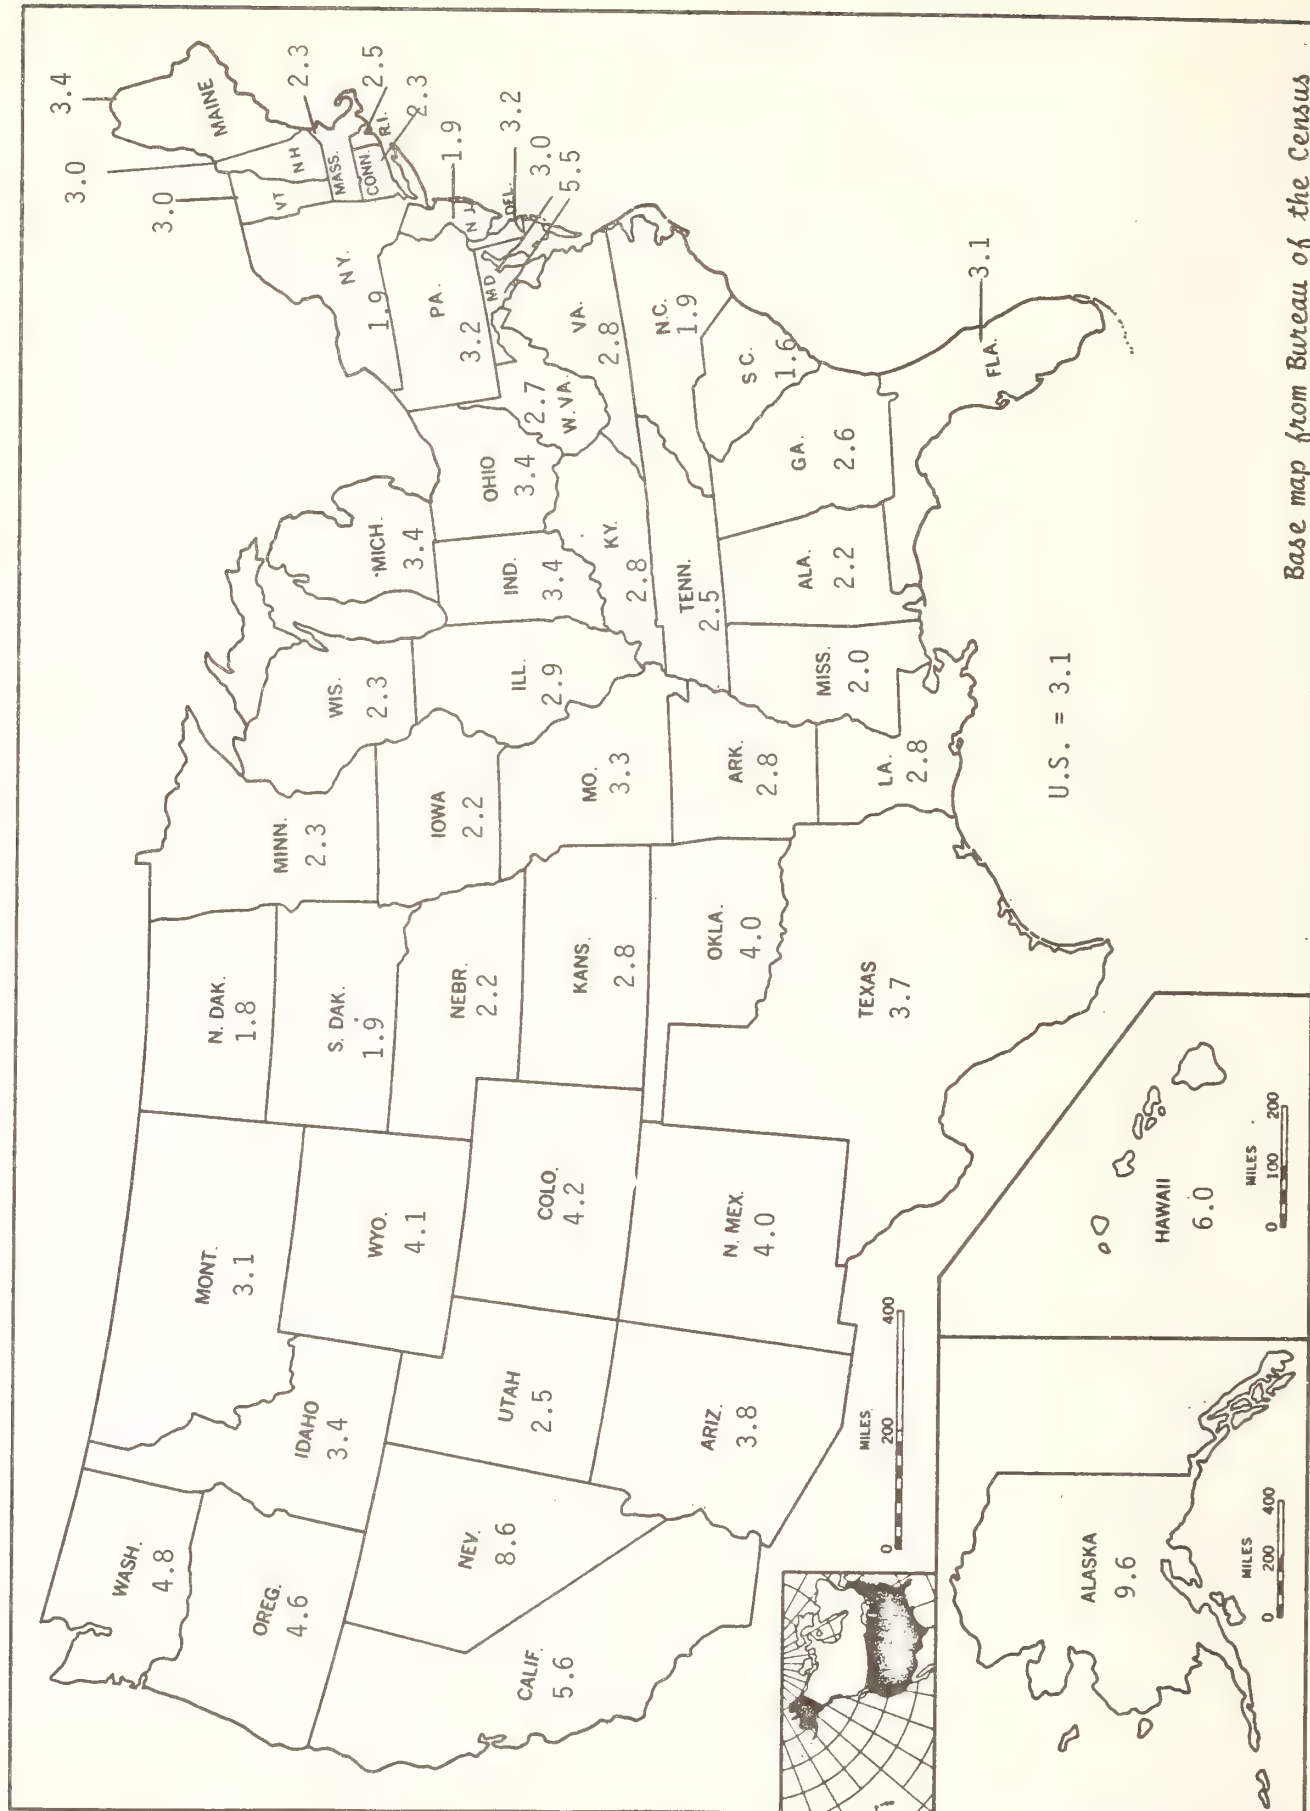 WASH.
4.8
OREG.
4.6
CALIF.
5.6
NEV.
8.6
IDAHO
3.4
MONT.
3.1
WYO.
4.1
UTAH
2.5
COLO.
4.2
ARIZ.
3.8
N. MEX.
4.0
N. DAK.
1.8
S. DAK.
1.9
NEBR.
2.2
KANS.
2.8
OKLA.
4.0
TEXAS
3.7
MINN.
2.3
IOWA
2.2
MO.
3.3
ARK.
2.8
LA.
2.8
WIS.
2.3
ILL.
2.9
MICH.
3.4
IND.
3.4
OHIO
3.4
KY.
2.8
TENN.
2.5
MISS.
2.0
ALA.
2.2
GA.
2.6
FLA.
3.1
S C.
1.6
N.C.
1.9
VA.
2.8
2.7
W. VA.
PA.
3.2
N Y.
1.9
VT
3.0
N H
3.0
MAINE
3.4
MASS.
2.3
R.I.
2.5
CONN.
2.3
N J.
1.9
DEL.
3.2
MD
3.0
5.5
U.S. = 3.1
MILES
0 200 400
ALASKA
9.6
MILES
0 200 400
HAWAII
6.0
MILES
0 100 200
Base map from Bureau of the Census